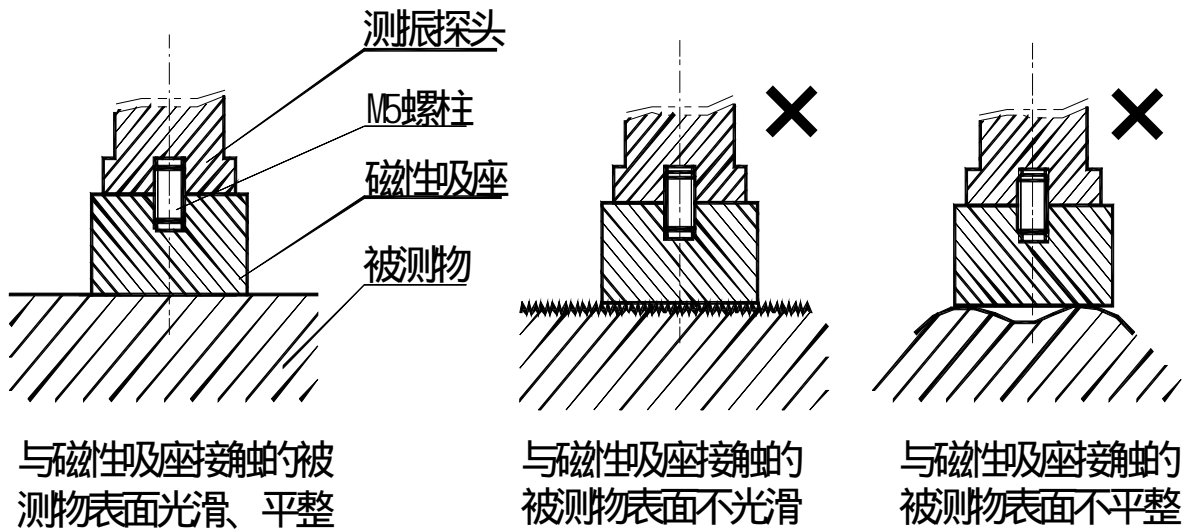 测振探头
M5螺柱
磁性吸座
被测物
与磁性吸座接触的被
测物表面光滑、平整
与磁性吸座接触的
被测物表面不光滑
与磁性吸座接触的
被测物表面不平整